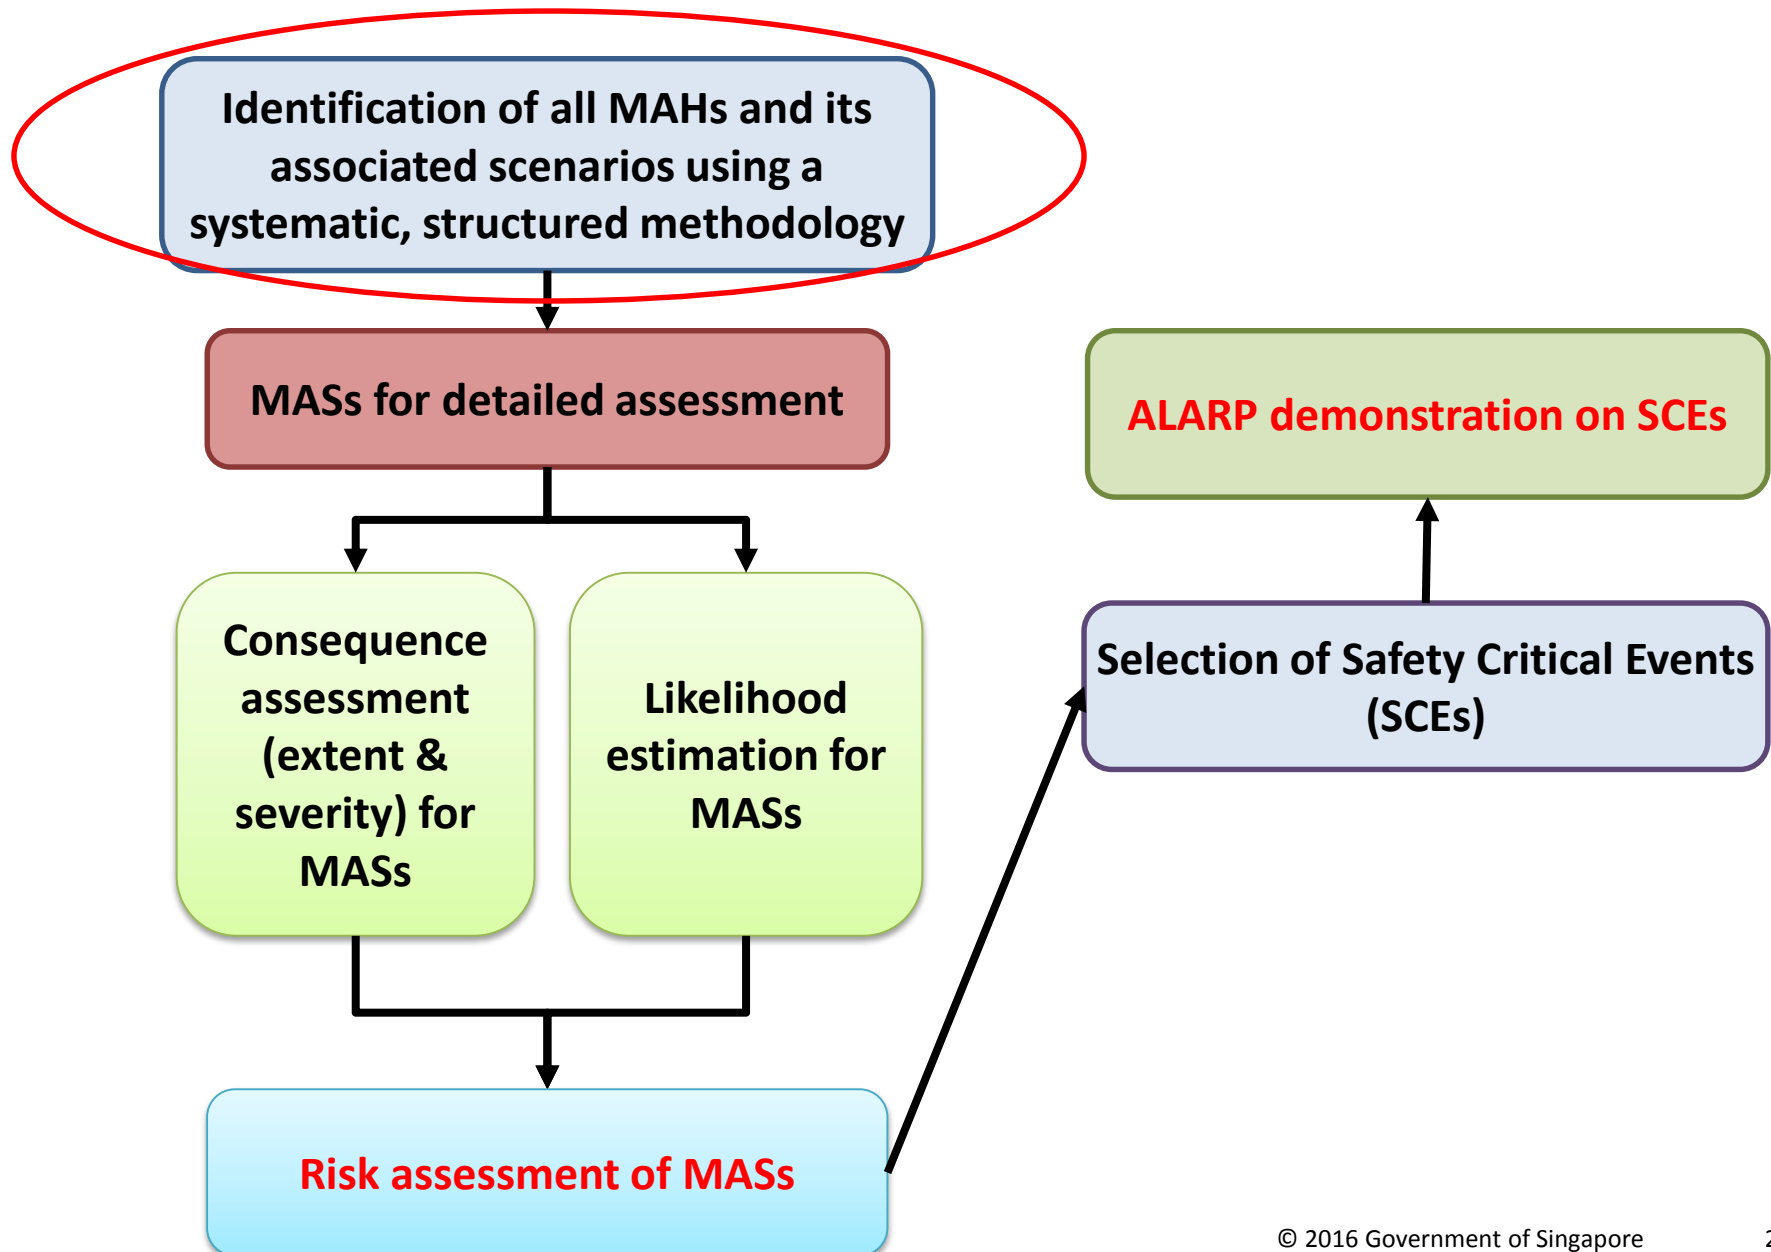 Identification of all MAHs and its
associated scenarios using a
systematic, structured methodology
MASs for detailed assessment
Consequence
assessment
(extent &
severity) for
MASs
Likelihood
estimation for
MASs
Risk assessment of MASs
ALARP demonstration on SCEs
Selection of Safety Critical Events
(SCEs)
© 2016 Government of Singapore